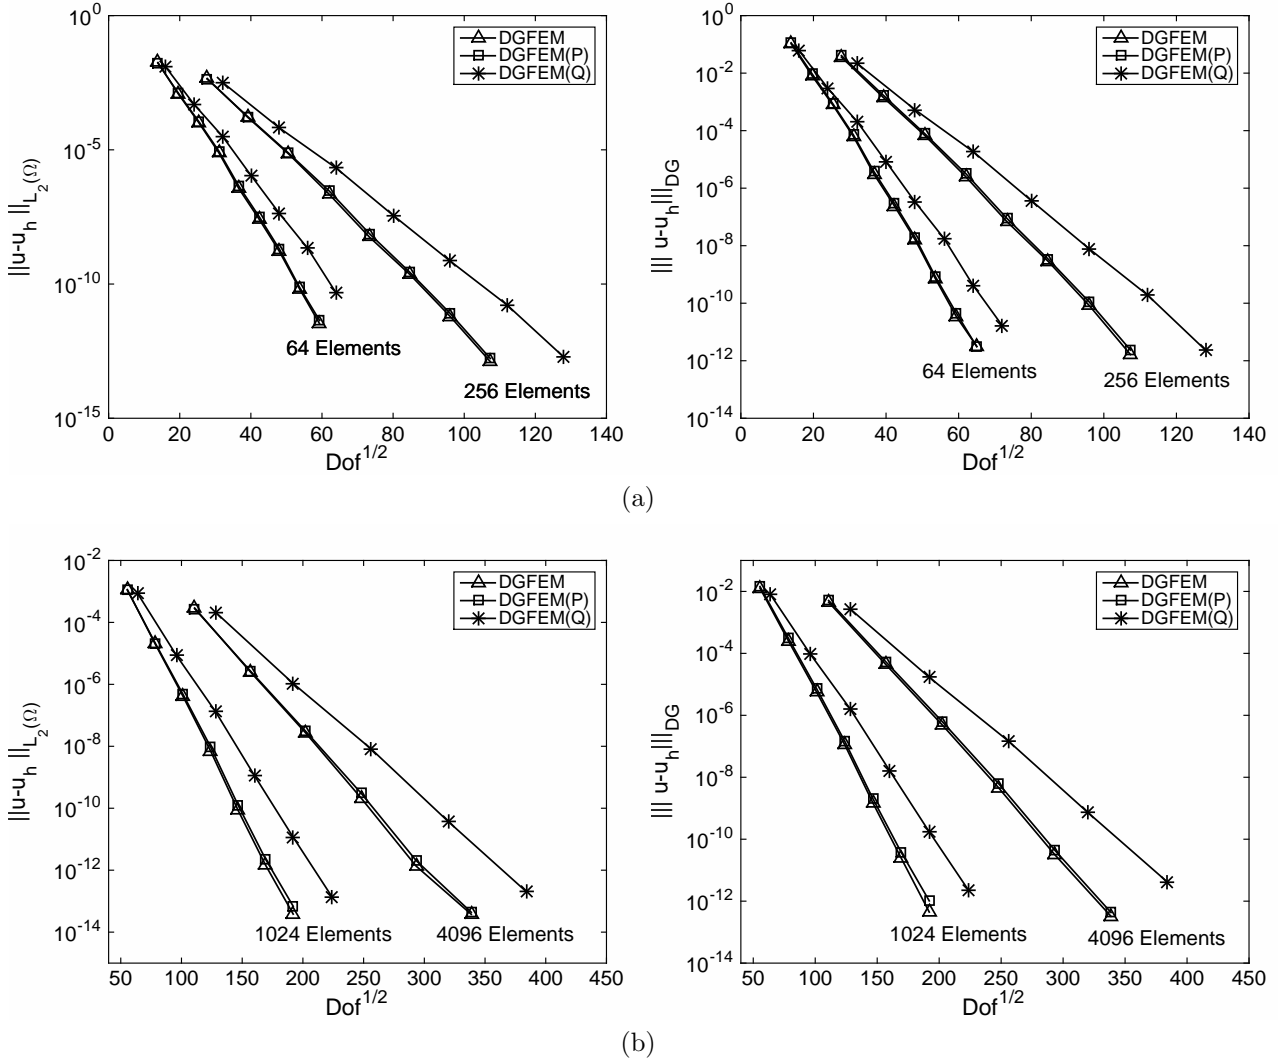 10^0
10^-5
10^-10
10^-15
||u-u_h||_{L_2(Ω)}
DGFEM
DGFEM(P)
DGFEM(Q)
64 Elements
256 Elements
0 20 40 60 80 100 120 140
Dof^{1/2}
10^0
10^-2
10^-4
10^-6
10^-8
10^-10
10^-12
10^-14
||| u-u_h|||_{DG}
DGFEM
DGFEM(P)
DGFEM(Q)
64 Elements
256 Elements
0 20 40 60 80 100 120 140
Dof^{1/2}
(a)
10^-2
10^-4
10^-6
10^-8
10^-10
10^-12
10^-14
||u-u_h||_{L_2(Ω)}
DGFEM
DGFEM(P)
DGFEM(Q)
1024 Elements
4096 Elements
50 100 150 200 250 300 350 400 450
Dof^{1/2}
10^-2
10^-4
10^-6
10^-8
10^-10
10^-12
10^-14
||| u-u_h|||_{DG}
DGFEM
DGFEM(P)
DGFEM(Q)
1024 Elements
4096 Elements
50 100 150 200 250 300 350 400 450
Dof^{1/2}
(b)